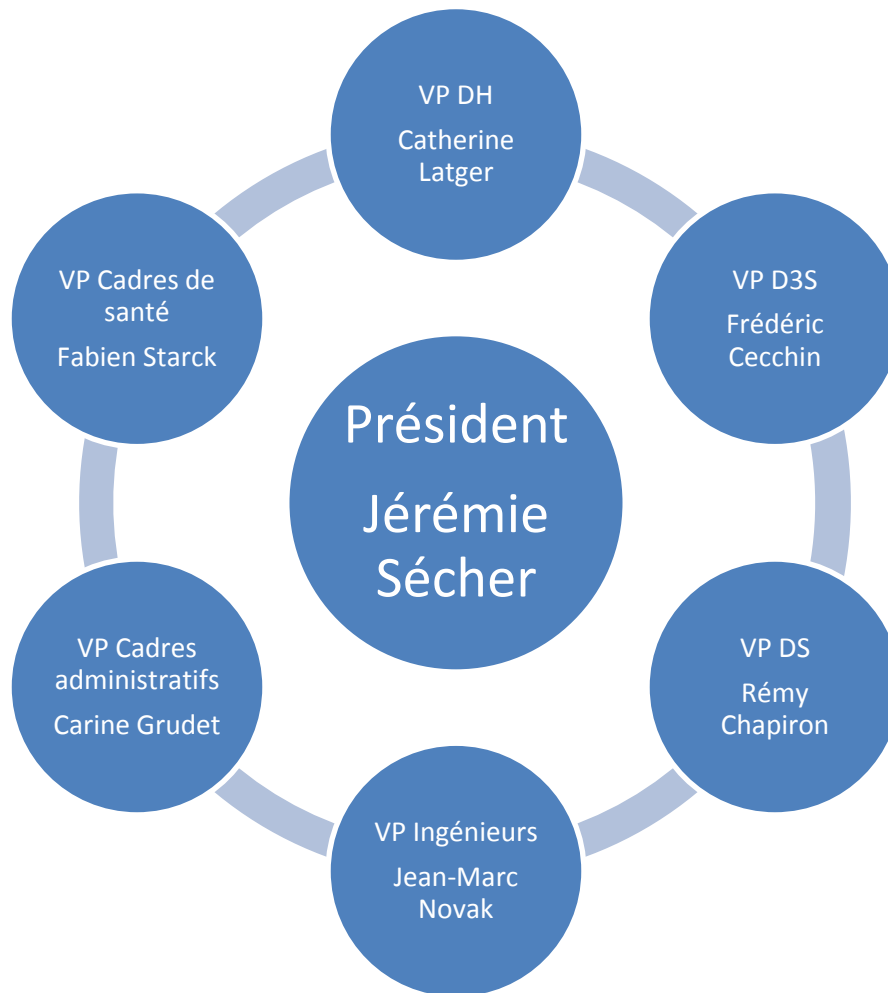 VP DH
Catherine
Latger
VP D3S
Frédéric
Cecchin
VP DS
Rémy
Chapiron
VP Ingénieurs
Jean-Marc
Novak
VP Cadres
administratifs
Carine Grudet
VP Cadres de
santé
Fabien Starck
Président
Jérémie
Sécher